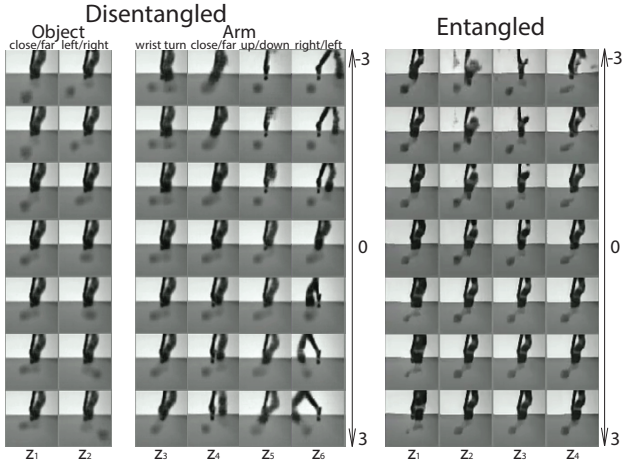 Disentangled
Entangled
Object
Arm
close/far left/right
wrist turn close/far up/down right/left
-3
-3
0
0
3
3
z1 z2 z3 z4 z5 z6
z1 z2 z3 z4